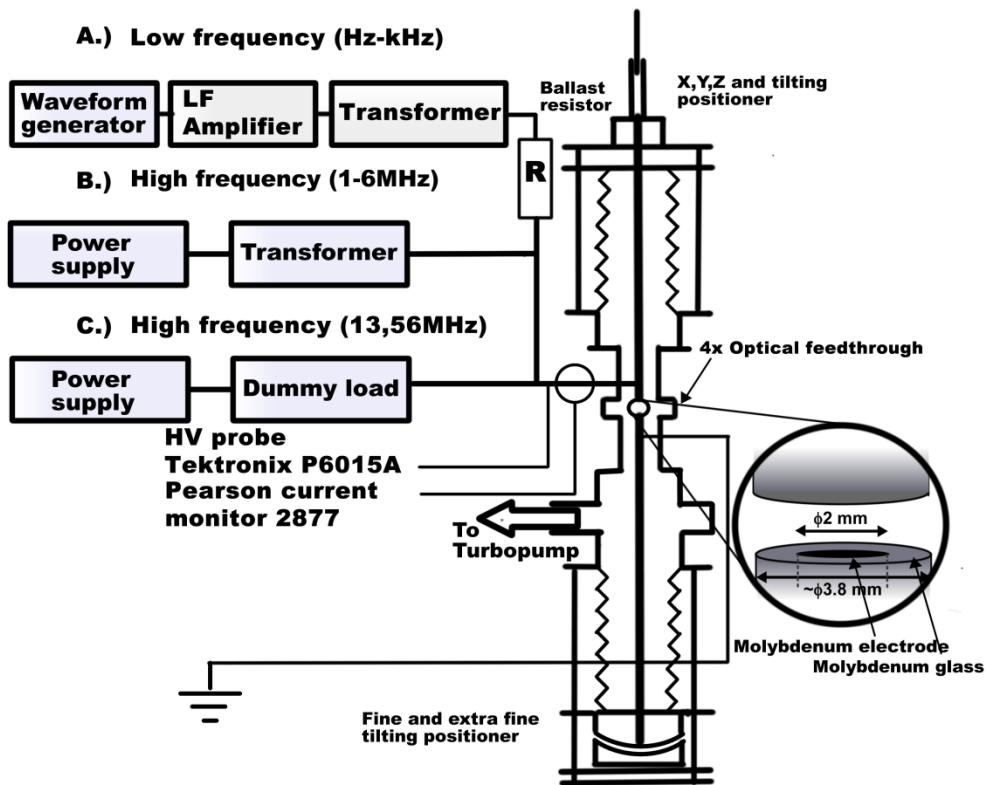 A.) Low frequency (Hz-kHz)
Waveform
generator
LF
Amplifier
Transformer
Ballast
resistor
X,Y,Z and tilting
positioner
R
B.) High frequency (1-6MHz)
Power
supply
Transformer
C.) High frequency (13,56MHz)
Power
supply
Dummy load
4x Optical feedthrough
HV probe
Tektronix P6015A
Pearson current
monitor 2877
To
Turbopump
ϕ2 mm
~ϕ3.8 mm
Molybdenum electrode
Molybdenum glass
Fine and extra fine
tilting positioner